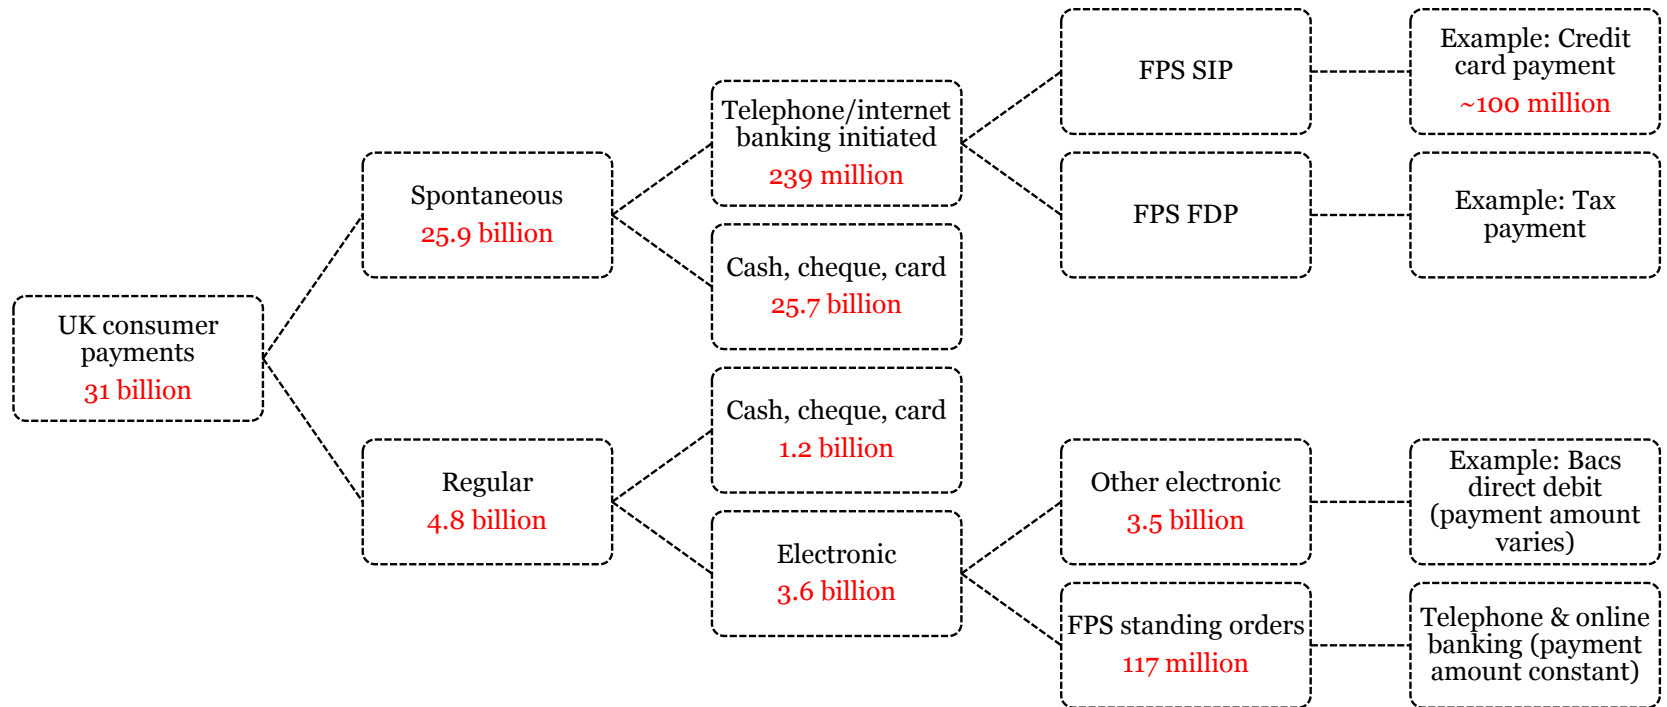 UK consumer
payments
31 billion
Spontaneous
25.9 billion
Regular
4.8 billion
Telephone/internet
banking initiated
239 million
Cash, cheque, card
25.7 billion
Cash, cheque, card
1.2 billion
Electronic
3.6 billion
FPS SIP
FPS FDP
Other electronic
3.5 billion
FPS standing orders
117 million
Example: Credit
card payment
~100 million
Example: Tax
payment
Example: Bacs
direct debit
(payment amount
varies)
Telephone & online
banking (payment
amount constant)